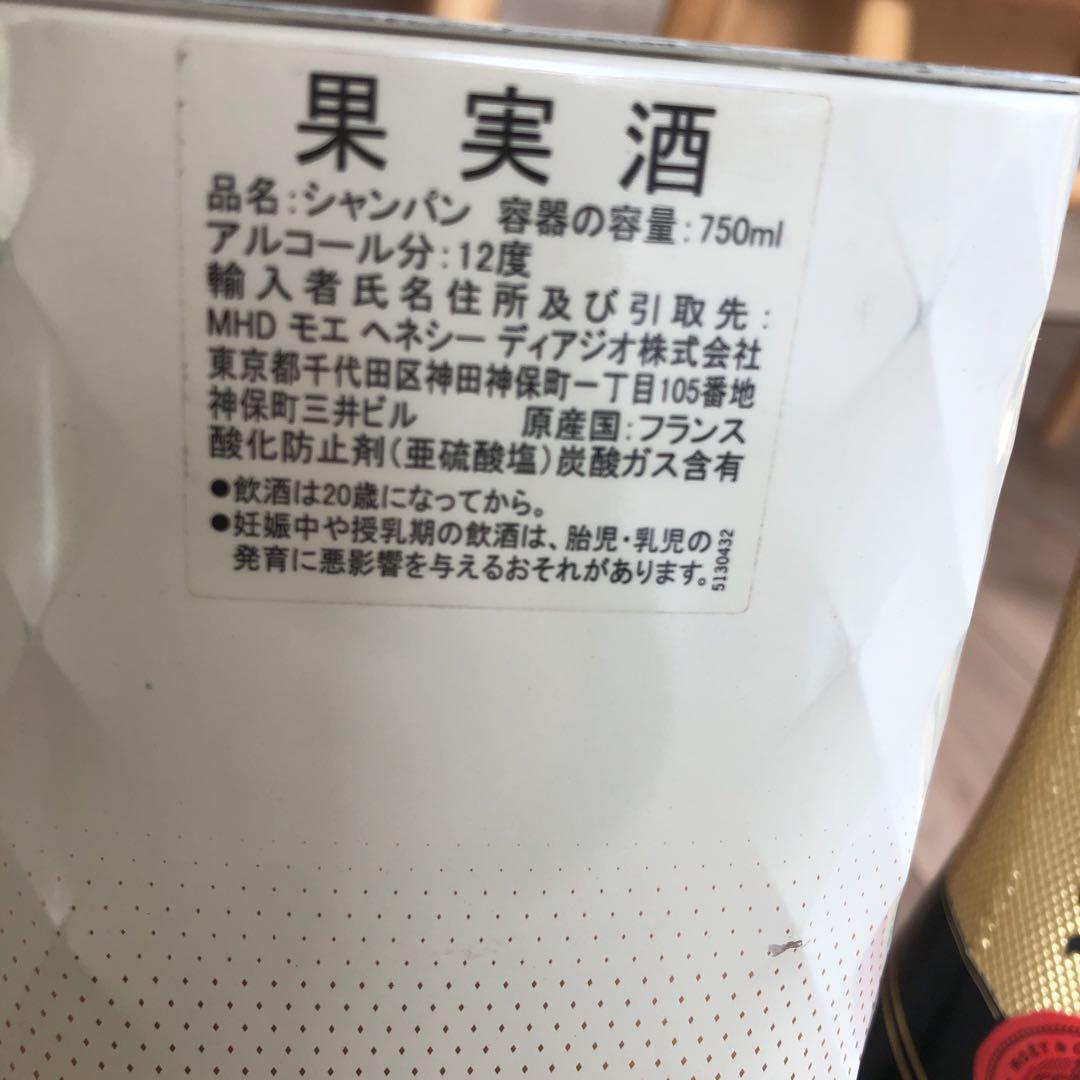 果実酒
品名:シャンパン 容器の容量:750ml
アルコール分:12度
輸入者氏名住所及び引取先:
MHD モエ ヘネシー ディアジオ株式会社
東京都千代田区神田神保町一丁目105番地
神保町三井ビル 原産国:フランス
酸化防止剤(亜硫酸塩)炭酸ガス含有
●飲酒は20歳になってから。
●妊娠中や授乳期の飲酒は、胎児・乳児の
発育に悪影響を与えるおそれがあります。
5130432